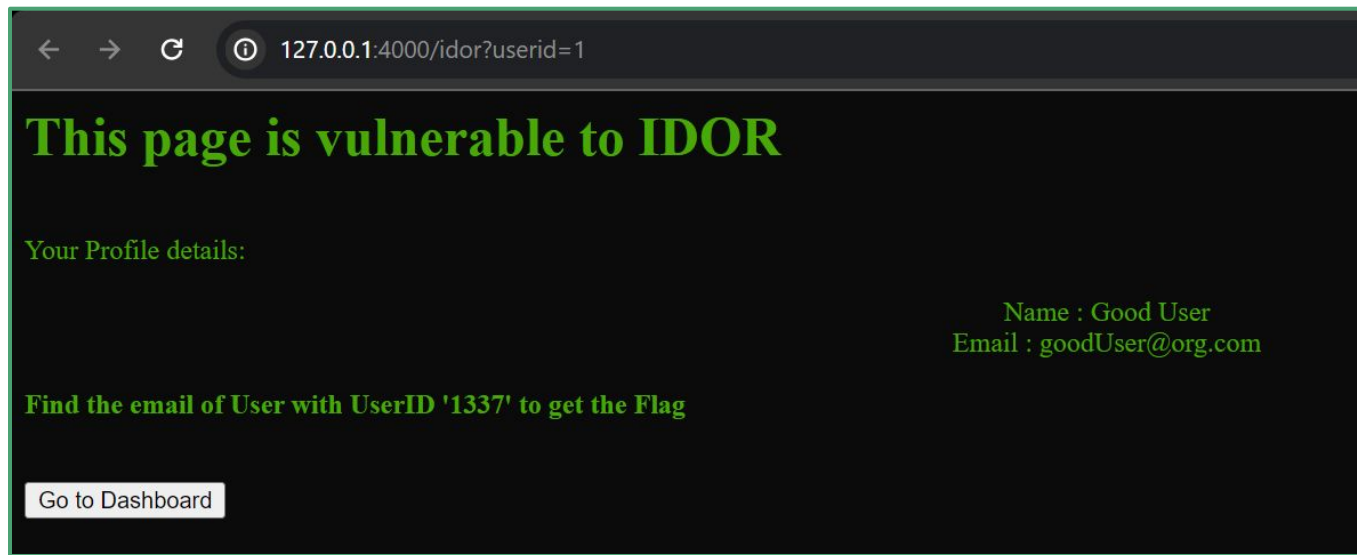 127.0.0.1:4000/idor?userid=1
This page is vulnerable to IDOR
Your Profile details:
Name : Good User
Email : goodUser@org.com
Find the email of User with UserID '1337' to get the Flag
Go to Dashboard